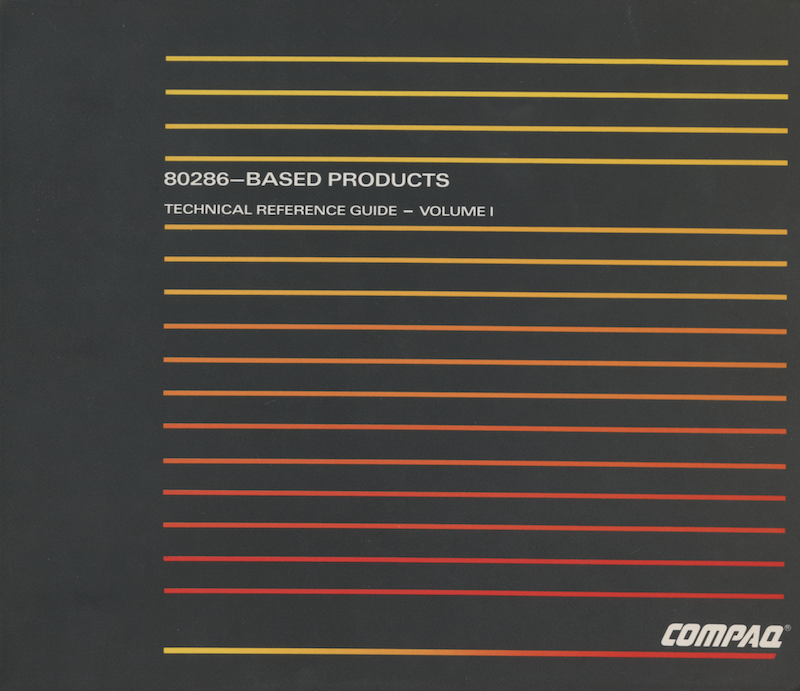 80286–BASED PRODUCTS
TECHNICAL REFERENCE GUIDE – VOLUME I
COMPAQ®